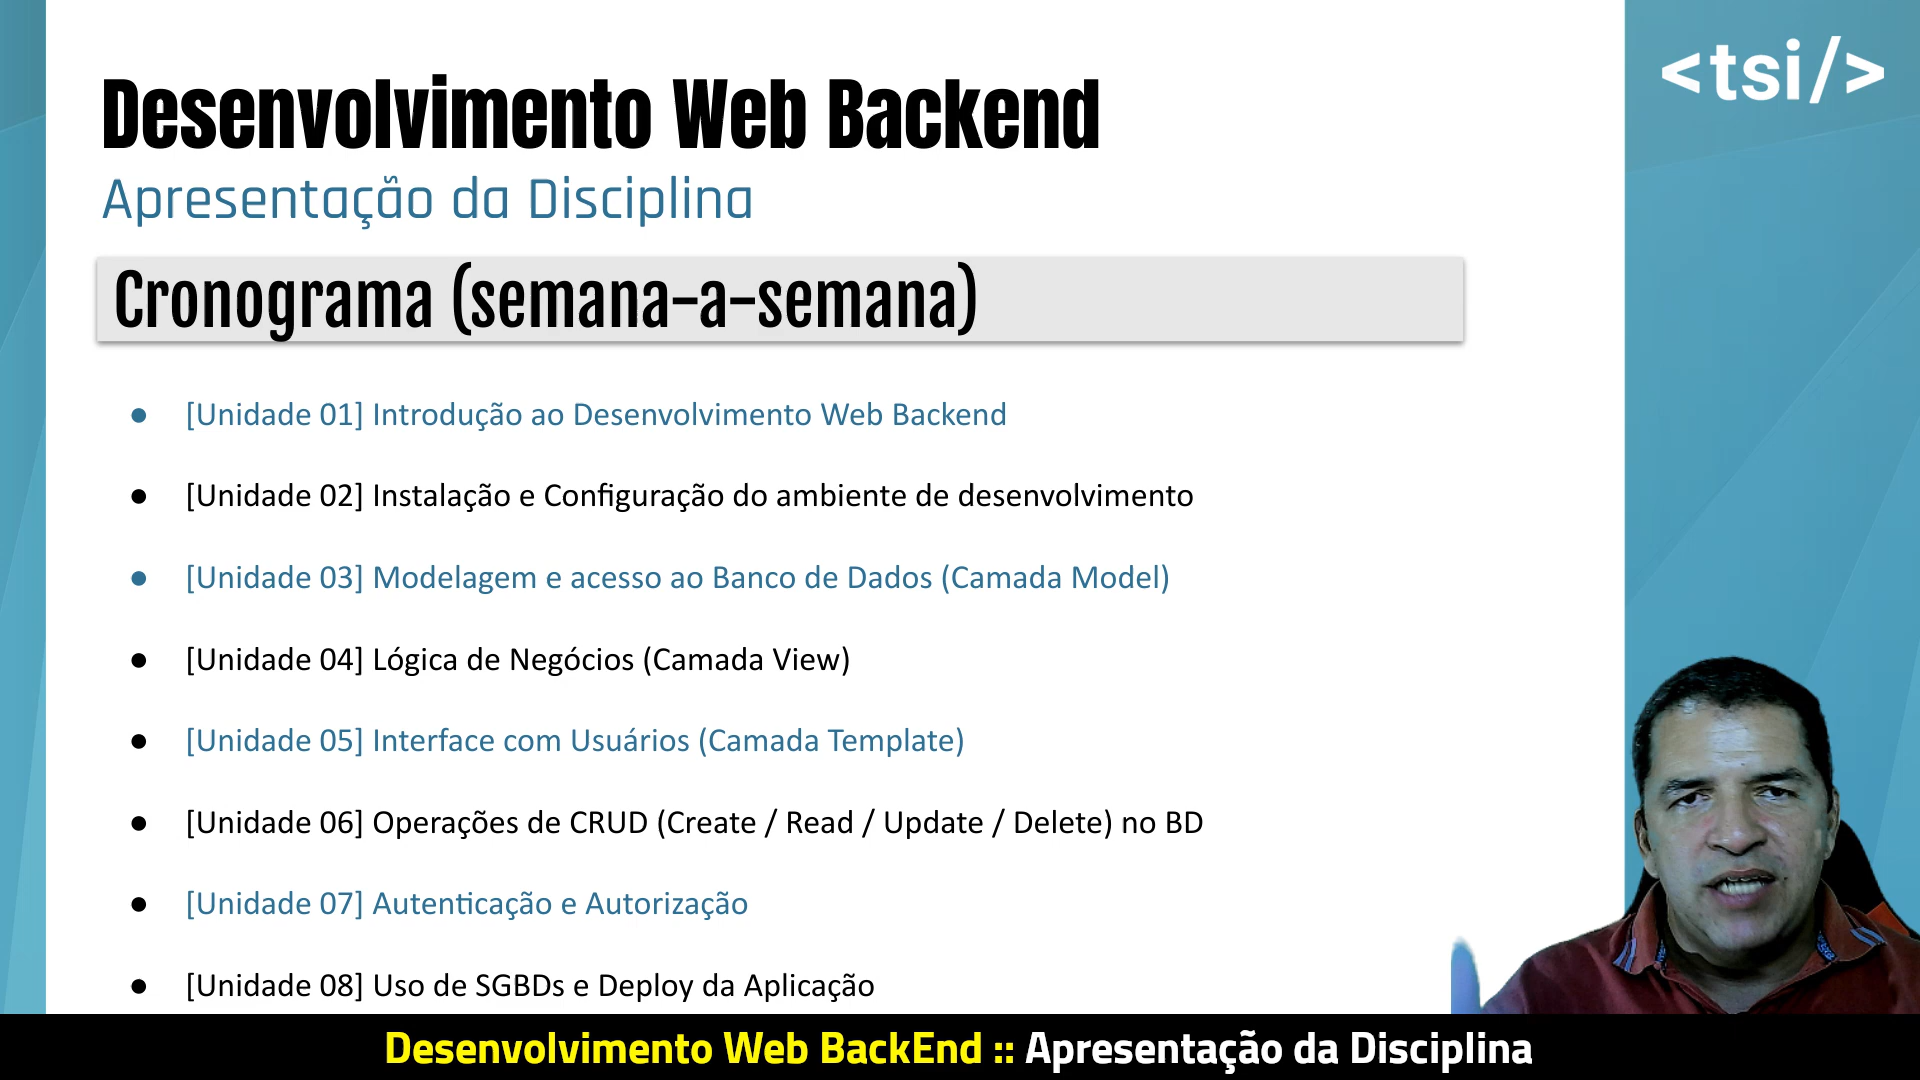 <tsi/>
Desenvolvimento Web Backend
Apresentação da Disciplina
Cronograma (semana-a-semana)
● [Unidade 01] Introdução ao Desenvolvimento Web Backend
● [Unidade 02] Instalação e Configuração do ambiente de desenvolvimento
● [Unidade 03] Modelagem e acesso ao Banco de Dados (Camada Model)
● [Unidade 04] Lógica de Negócios (Camada View)
● [Unidade 05] Interface com Usuários (Camada Template)
● [Unidade 06] Operações de CRUD (Create / Read / Update / Delete) no BD
● [Unidade 07] Autenticação e Autorização
● [Unidade 08] Uso de SGBDs e Deploy da Aplicação
Desenvolvimento Web BackEnd :: Apresentação da Disciplina